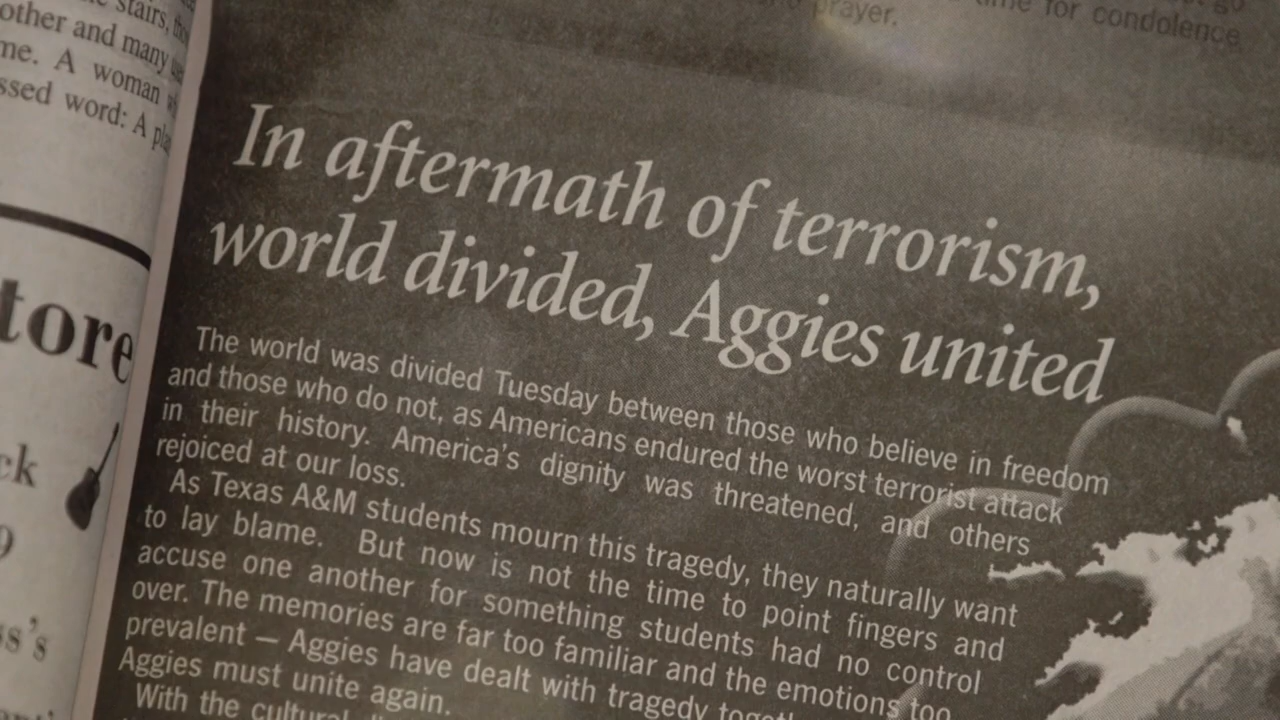 stairs,
other and many
me. A woman
ssed word: A
tore
ck
9
ss's
prayer.
time for condolence
In aftermath of terrorism,
world divided, Aggies united
The world was divided Tuesday between those who believe in freedom
and those who do not, as Americans endured the worst terrorist attack
in their history. America's dignity was threatened, and others
rejoiced at our loss.
As Texas A&M students mourn this tragedy, they naturally want
to lay blame. But now is not the time to point fingers and
accuse one another for something students had no control
over. The memories are far too familiar and the emotions too
prevalent — Aggies have dealt with tragedy
Aggies must unite again.
With the cultural